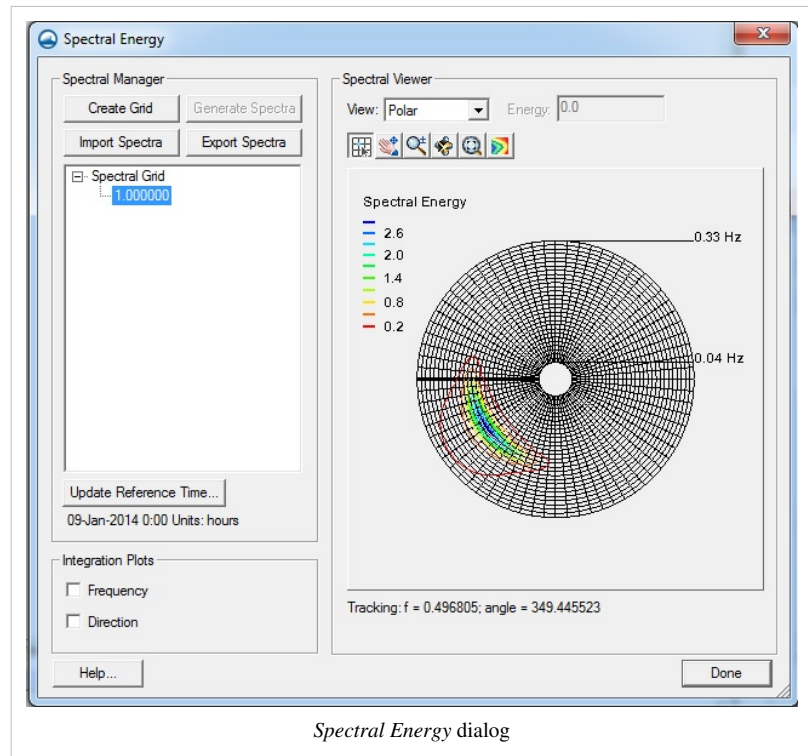 Spectral Energy
Spectral Manager
Create Grid
Generate Spectra
Import Spectra
Export Spectra
Spectral Grid
1.000000
Update Reference Time...
09-Jan-2014 0:00 Units: hours
Integration Plots
Frequency
Direction
Help...
Spectral Viewer
View: Polar
Energy: 0.0
Spectral Energy
2.6
2.0
1.4
0.8
0.2
0.33 Hz
0.04 Hz
Tracking: f = 0.496805; angle = 349.445523
Done
Spectral Energy dialog